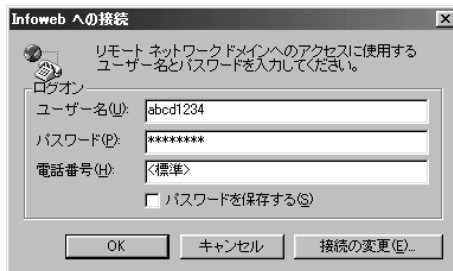 Infoweb への接続
リモート ネットワーク ドメインへのアクセスに使用する
ユーザー名とパスワードを入力してください。
ログオン
ユーザー名(U): abcd1234
パスワード(P): ********
電話番号(H): <標準>
パスワードを保存する(S)
OK キャンセル 接続の変更(E)...